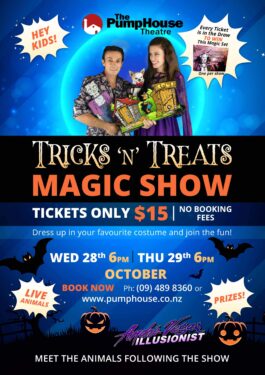 The
PumpHouse
Theatre
HEY
KIDS!
Every Ticket
is in the Draw
TO WIN
This Magic Set
One per show
TRICKS 'N' TREATS
MAGIC SHOW
TICKETS ONLY $15 | NO BOOKING FEES
Dress up in your favourite costume and join the fun!
WED 28th 6PM | THU 29th 6PM
OCTOBER
BOOK NOW Ph: (09) 489 8360 or
www.pumphouse.co.nz
LIVE
ANIMALS
PRIZES!
ILLUSIONIST
MEET THE ANIMALS FOLLOWING THE SHOW